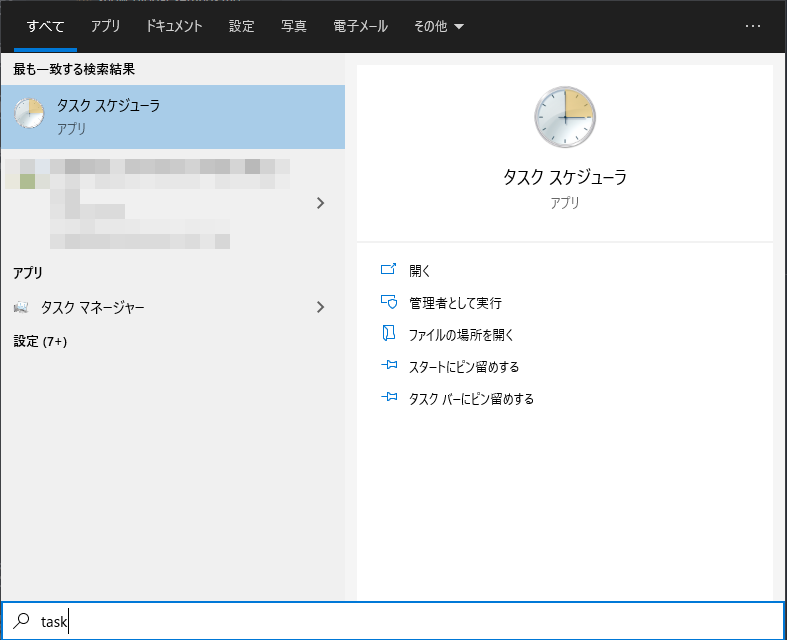 すべて アプリ ドキュメント 設定 写真 電子メール その他
最も一致する検索結果
タスク スケジューラ
アプリ
アプリ
タスク マネージャー
設定 (7+)
タスク スケジューラ
アプリ
開く
管理者として実行
ファイルの場所を開く
スタートにピン留めする
タスク バーにピン留めする
task